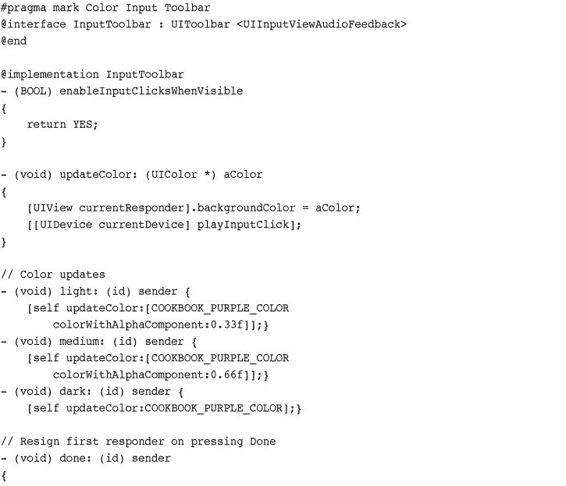 #pragma mark Color Input Toolbar
@interface InputToolbar : UIToolbar <UIInputViewAudioFeedback>
@end

@implementation InputToolbar
- (BOOL) enableInputClicksWhenVisible
{
    return YES;
}

- (void) updateColor: (UIColor *) aColor
{
    [UIView currentResponder].backgroundColor = aColor;
    [[UIDevice currentDevice] playInputClick];
}

// Color updates
- (void) light: (id) sender {
    [self updateColor:[COOKBOOK_PURPLE_COLOR
        colorWithAlphaComponent:0.33f]];}
- (void) medium: (id) sender {
    [self updateColor:[COOKBOOK_PURPLE_COLOR
        colorWithAlphaComponent:0.66f]];}
- (void) dark: (id) sender {
    [self updateColor:COOKBOOK_PURPLE_COLOR];}

// Resign first responder on pressing Done
- (void) done: (id) sender
{